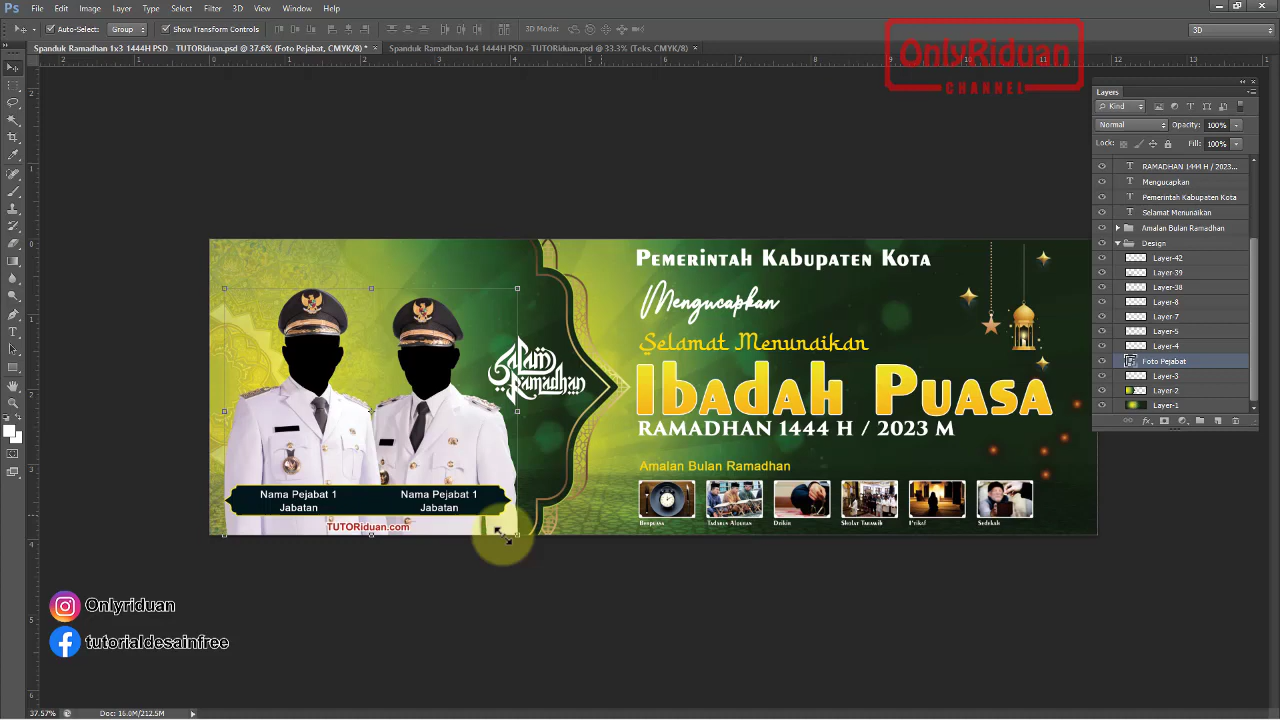 Ps File Edit Image Layer Type Select Filter 3D View Window Help
Auto-Select: Group Show Transform Controls 3D Mode: 3D
Spanduk Ramadhan 1x3 1444H PSD - TUTORiduan.psd @ 37.6% (Foto Pejabat, CMYK/8) *
Spanduk Ramadhan 1x4 1444H PSD - TUTORiduan.psd @ 33.3% (Teks, CMYK/8)
OnlyRiduan
CHANNEL
Layers
Kind
Normal Opacity: 100%
Lock: Fill: 100%
RAMADHAN 1444 H / 2023...
Mengucapkan
Pemerintah Kabupaten Kota
Selamat Menunaikan
Amalan Bulan Ramadhan
Design
Layer-42
Layer-39
Layer-38
Layer-8
Layer-7
Layer-5
Layer-4
Foto Pejabat
Layer-3
Layer-2
Layer-1
Pemerintah Kabupaten Kota
Mengucapkan
Selamat Menunaikan
Ibadah Puasa
RAMADHAN 1444 H / 2023 M
Salam
Ramadhan
Amalan Bulan Ramadhan
Berpuasa Tadarus Alquran Dzikir Sholat Tarawih I'tikaf Sedekah
Nama Pejabat 1
Jabatan
Nama Pejabat 1
Jabatan
TUTORiduan.com
Onlyriduan
tutorialdesainfree
37.57% Doc: 16.0M/212.5M